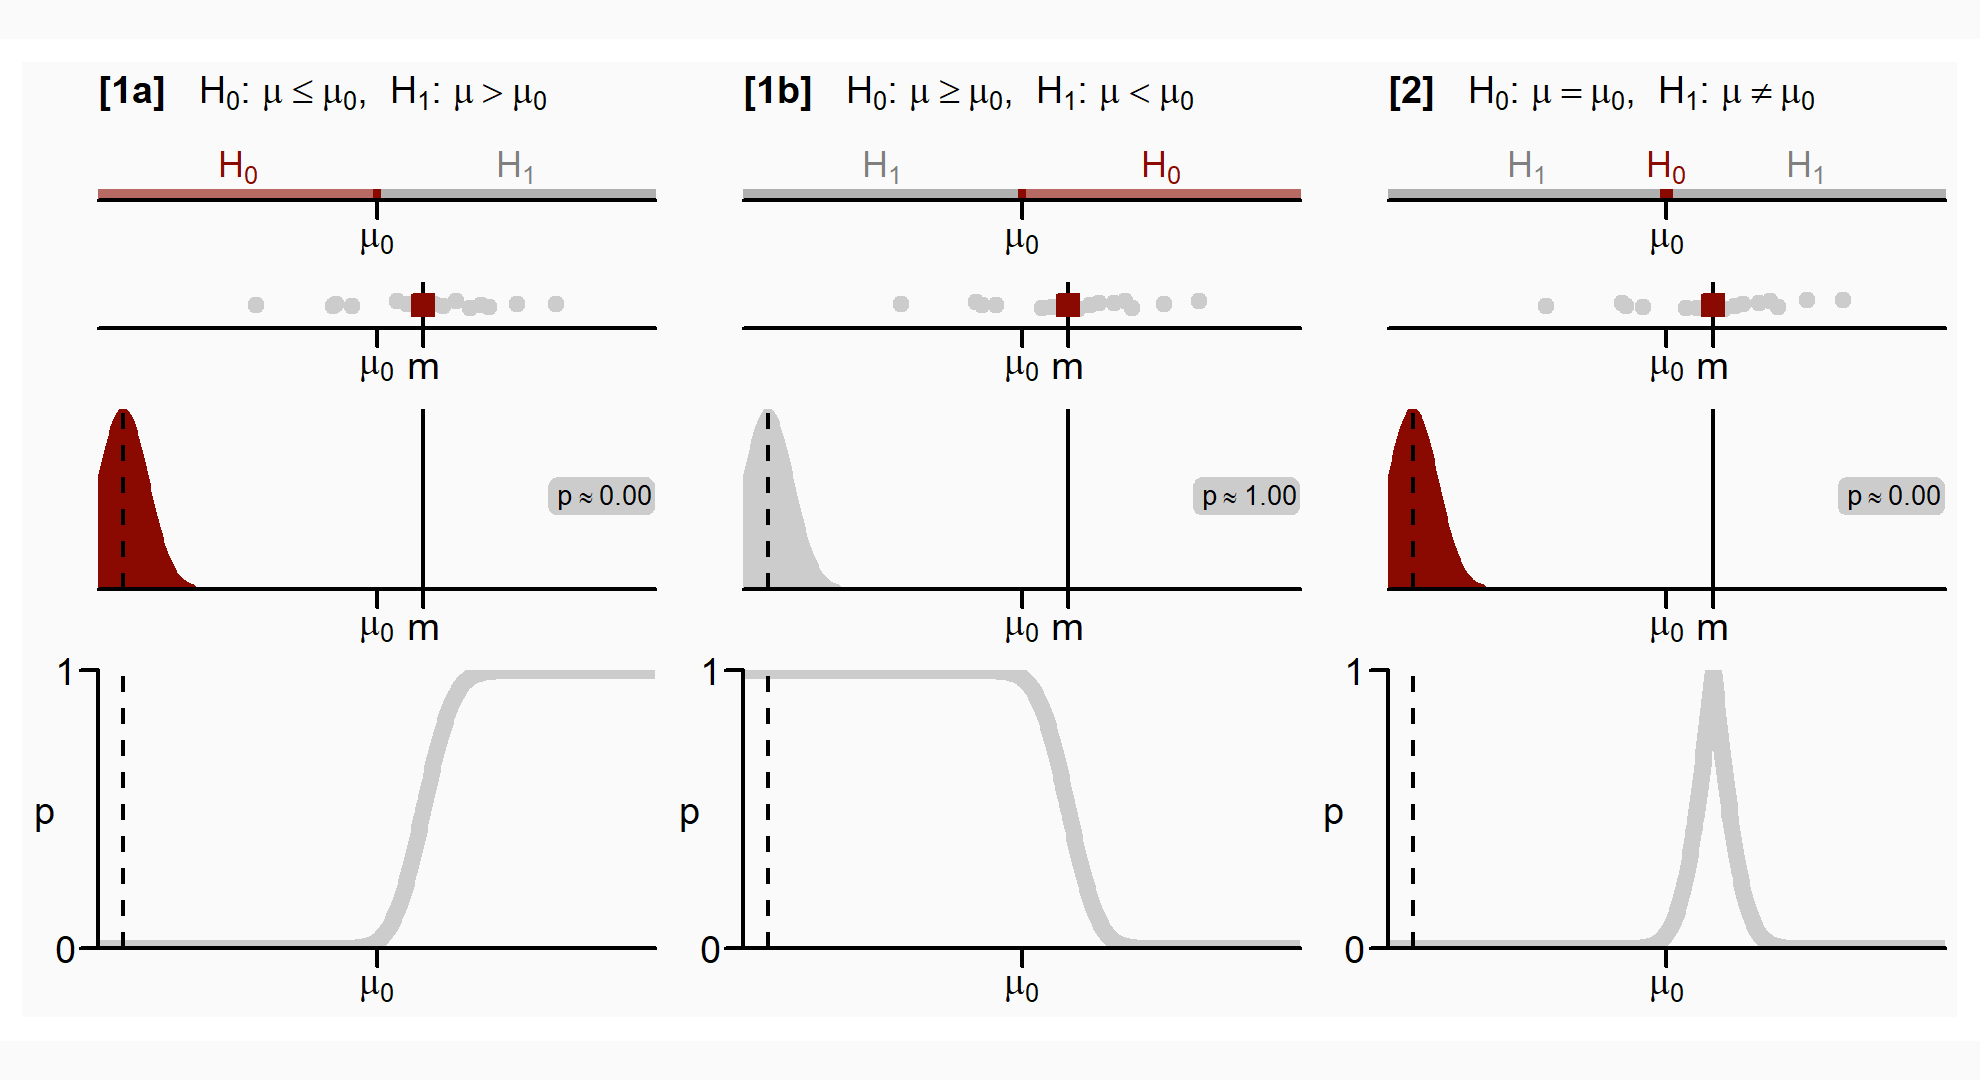 [1a] H₀: μ ≤ μ₀, H₁: μ > μ₀
H₀ H₁
μ₀
μ₀ m
p ≈ 0.00
μ₀ m
1
p
0
μ₀
[1b] H₀: μ ≥ μ₀, H₁: μ < μ₀
H₁ H₀
μ₀
μ₀ m
p ≈ 1.00
μ₀ m
1
p
0
μ₀
[2] H₀: μ = μ₀, H₁: μ ≠ μ₀
H₁ H₀ H₁
μ₀
μ₀ m
p ≈ 0.00
μ₀ m
1
p
0
μ₀